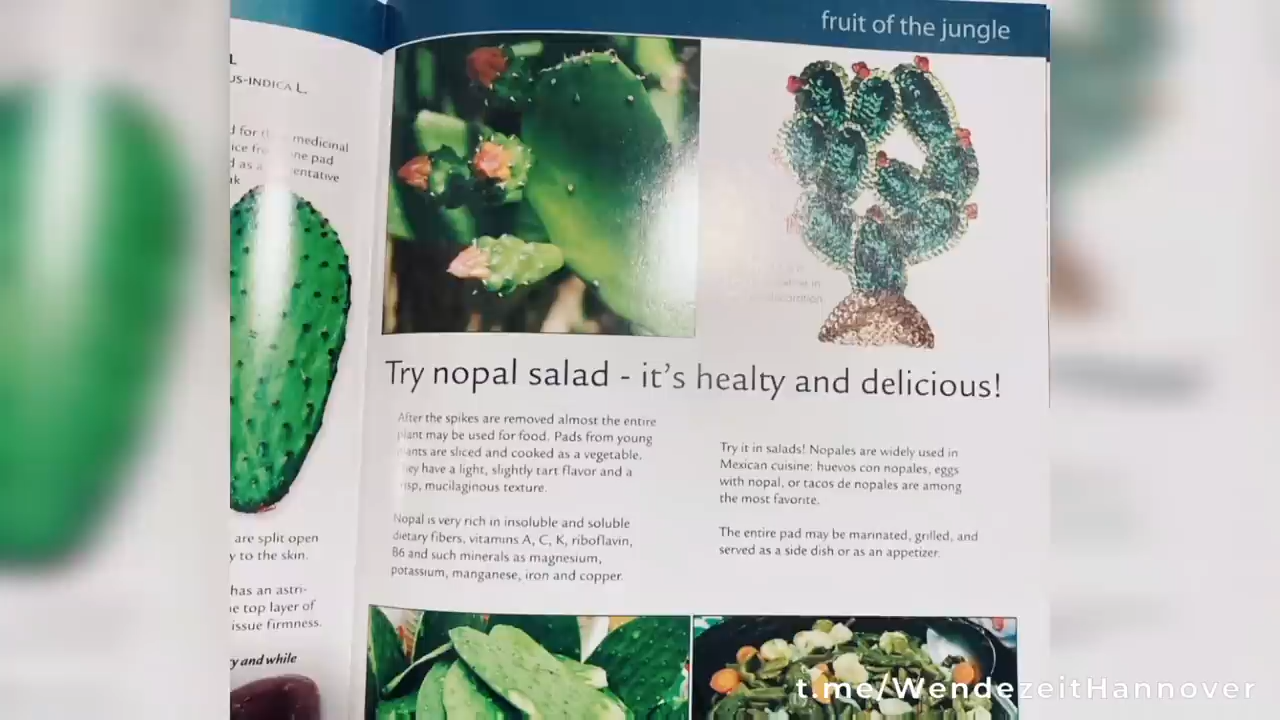 fruit of the jungle
L
US-INDICA L.
medicinal
ne pad
d as a
entative
Try nopal salad - it's healty and delicious!
After the spikes are removed almost the entire
plant may be used for food. Pads from young
are sliced and cooked as a vegetable.
have a light, slightly tart flavor and a
mucilaginous texture.
Nopal is very rich in insoluble and soluble
dietary fibers, vitamins A, C, K, riboflavin,
B6 and such minerals as magnesium,
potassium, manganese, iron and copper.
Try it in salads! Nopales are widely used in
Mexican cuisine: huevos con nopales, eggs
with nopal, or tacos de nopales are among
the most favorite.
The entire pad may be marinated, grilled, and
served as a side dish or as an appetizer.
are split open
y to the skin.
has an astri-
e top layer of
issue firmness.
y and while
t.me/WendezeitHannover